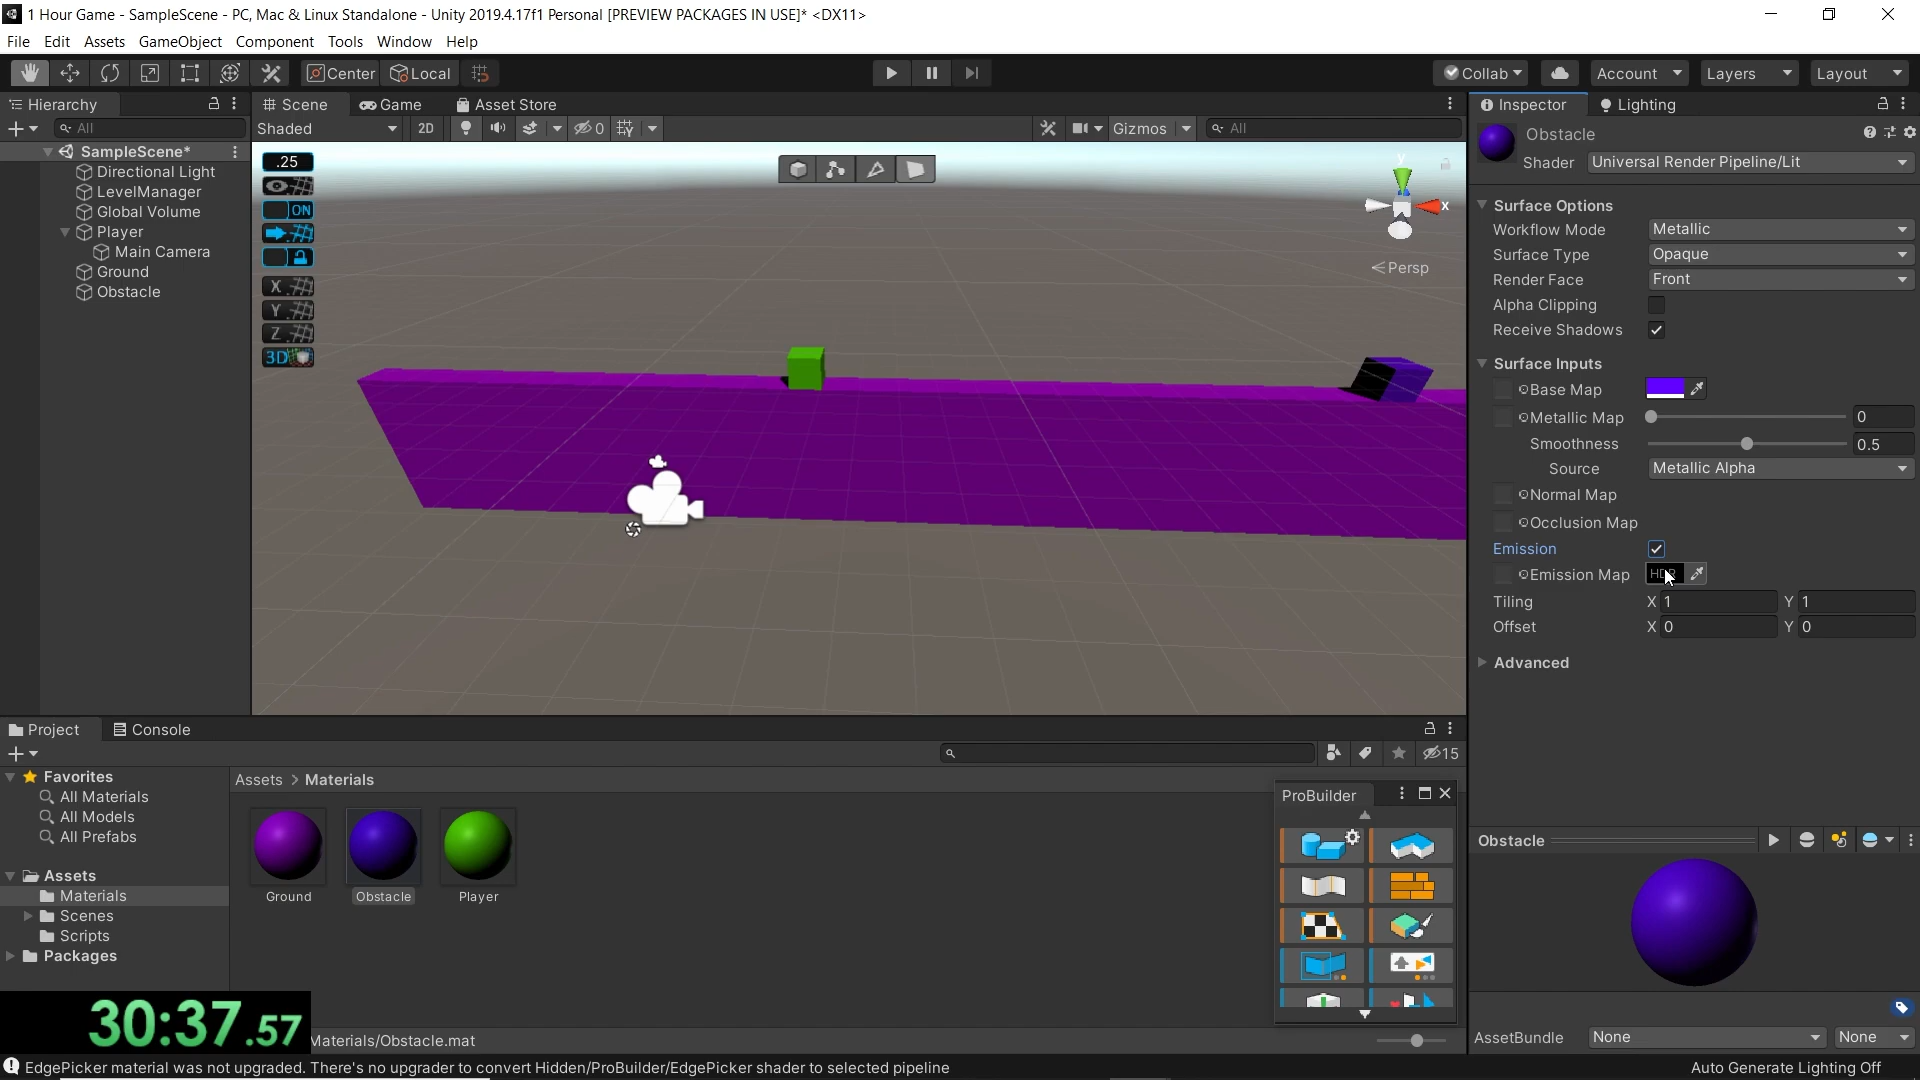 1 Hour Game - SampleScene - PC, Mac & Linux Standalone - Unity 2019.4.17f1 Personal [PREVIEW PACKAGES IN USE]* <DX11>
File Edit Assets GameObject Component Tools Window Help
Center Local Collab Account Layers Layout
Hierarchy Scene Game Asset Store Inspector Lighting
All Shaded 2D 0 Gizmos All
Obstacle
Shader Universal Render Pipeline/Lit
SampleScene*
Directional Light
LevelManager
Global Volume
Player
Main Camera
Ground
Obstacle
.25
ON
X
Y
Z
3D
y
x
Persp
Surface Options
Workflow Mode Metallic
Surface Type Opaque
Render Face Front
Alpha Clipping
Receive Shadows
Surface Inputs
Base Map
Metallic Map 0
Smoothness 0.5
Source Metallic Alpha
Normal Map
Occlusion Map
Emission
Emission Map HDR
Tiling X 1 Y 1
Offset X 0 Y 0
Advanced
Project Console
15
Favorites
All Materials
All Models
All Prefabs
Assets
Materials
Scenes
Scripts
Packages
Assets > Materials
Ground Obstacle Player
ProBuilder
Obstacle
30:37.57
Materials/Obstacle.mat
AssetBundle None None
EdgePicker material was not upgraded. There's no upgrader to convert Hidden/ProBuilder/EdgePicker shader to selected pipeline
Auto Generate Lighting Off